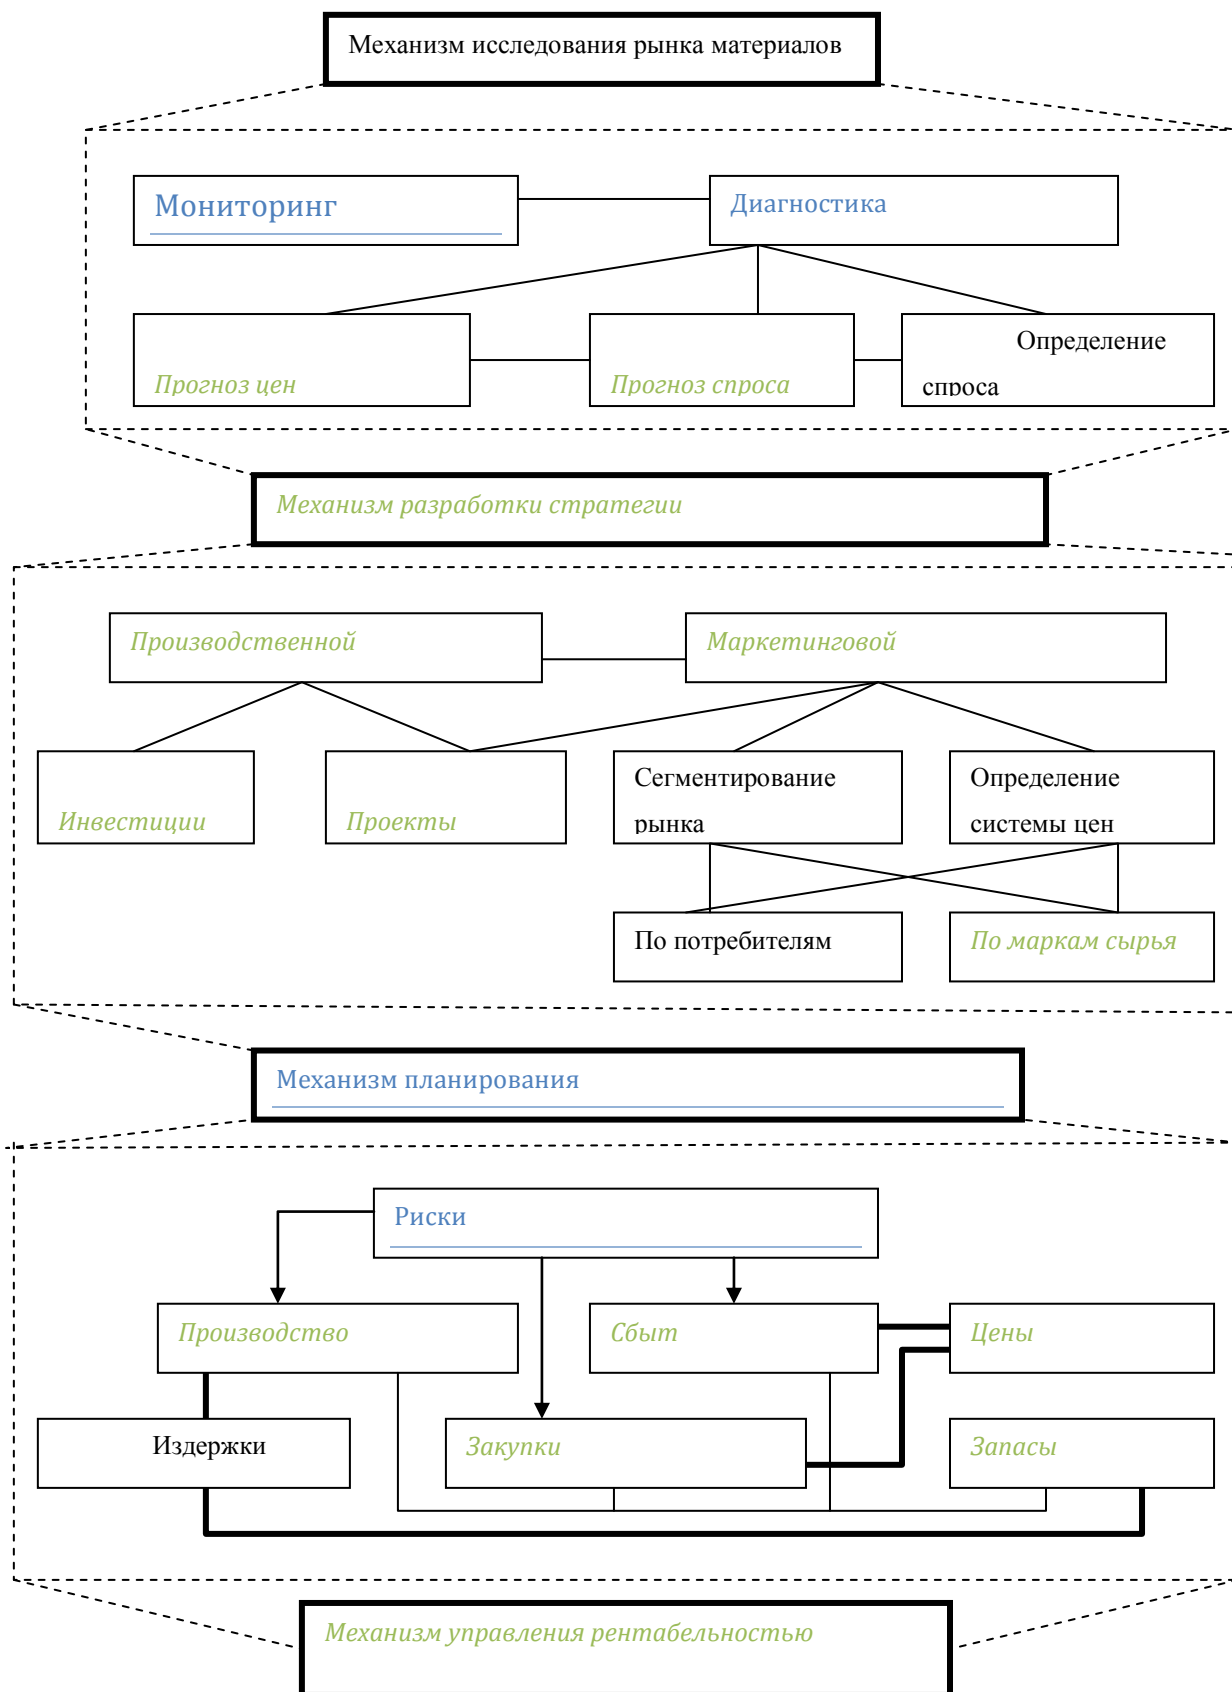 Механизм исследования рынка материалов
Мониторинг
Диагностика
Прогноз цен
Прогноз спроса
Определение
спроса
Механизм разработки стратегии
Производственной
Маркетинговой
Инвестиции
Проекты
Сегментирование
рынка
Определение
системы цен
По потребителям
По маркам сырья
Механизм планирования
Риски
Производство
Сбыт
Цены
Издержки
Закупки
Запасы
Механизм управления рентабельностью